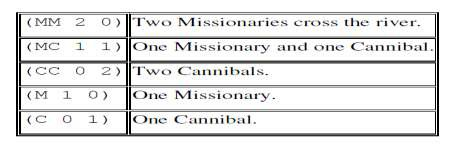 (MM 2 0) Two Missionaries cross the river.
(MC 1 1) One Missionary and one Cannibal.
(CC 0 2) Two Cannibals.
(M 1 0) One Missionary.
(C 0 1) One Cannibal.